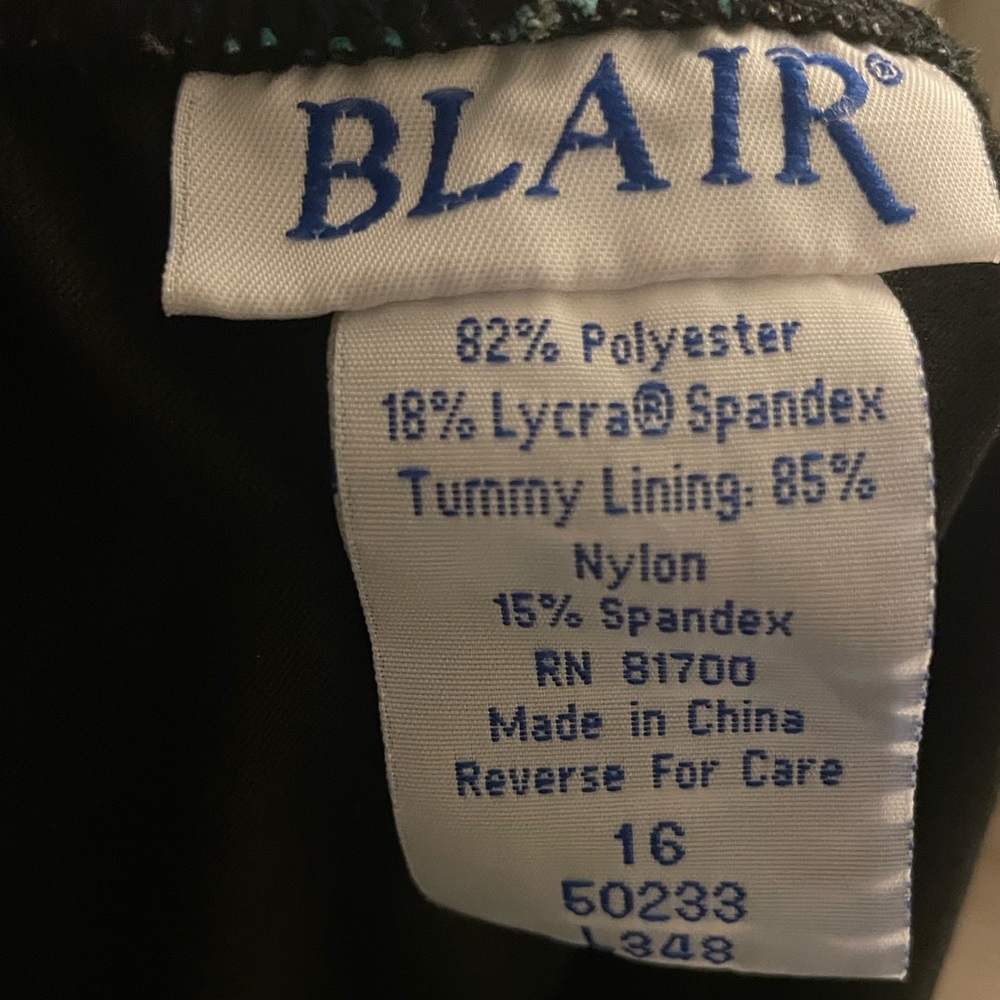 BLAIR®
82% Polyester
18% Lycra® Spandex
Tummy Lining: 85%
Nylon
15% Spandex
RN 81700
Made in China
Reverse For Care
16
50233
L348